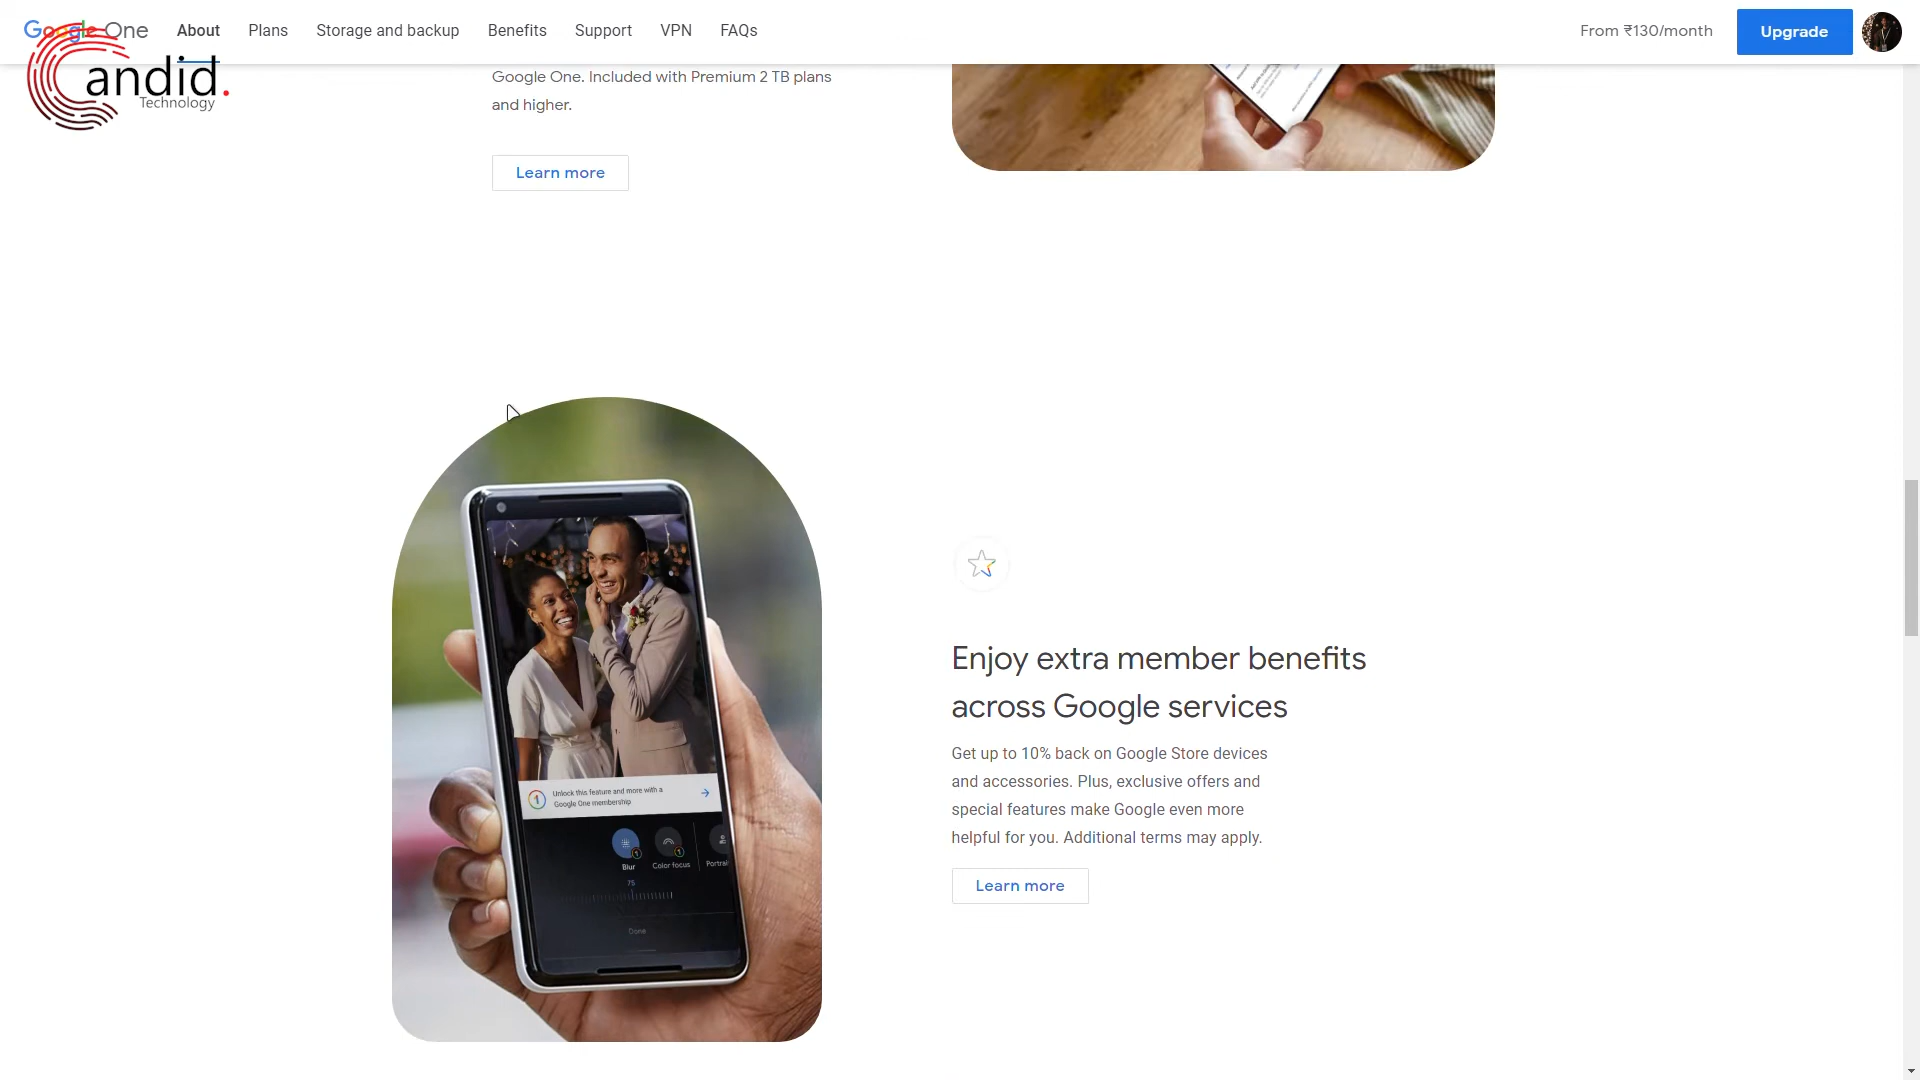 Google One About Plans Storage and backup Benefits Support VPN FAQs From ₹130/month Upgrade
Candid.
Technology
Google One. Included with Premium 2 TB plans
and higher.
Learn more
Enjoy extra member benefits
across Google services
Get up to 10% back on Google Store devices
and accessories. Plus, exclusive offers and
special features make Google even more
helpful for you. Additional terms may apply.
Learn more
Unlock this feature and more with a
Google One membership
Blur Color focus Portrai
75
Done